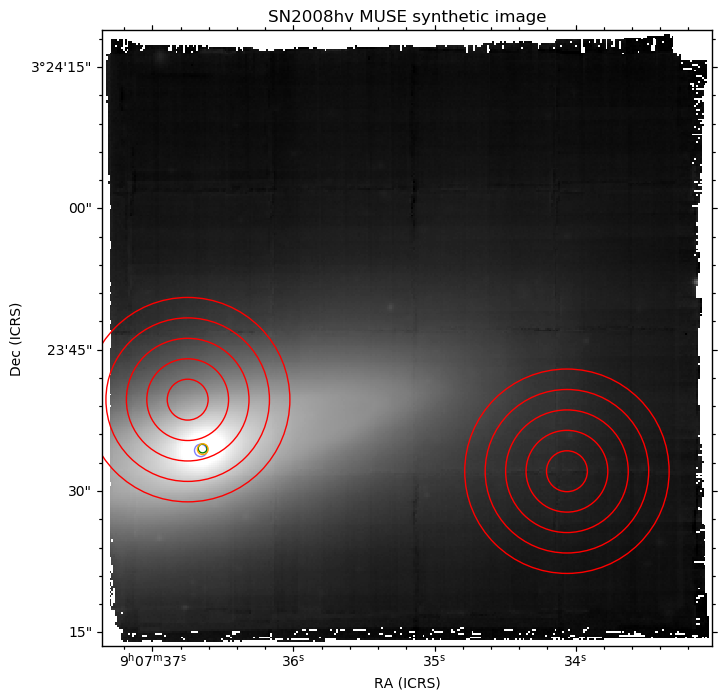 SN2008hv MUSE synthetic image
3°24'15"
00"
23'45"
30"
15"
9ʰ07ᵐ37ˢ 36ˢ 35ˢ 34ˢ
RA (ICRS)
Dec (ICRS)